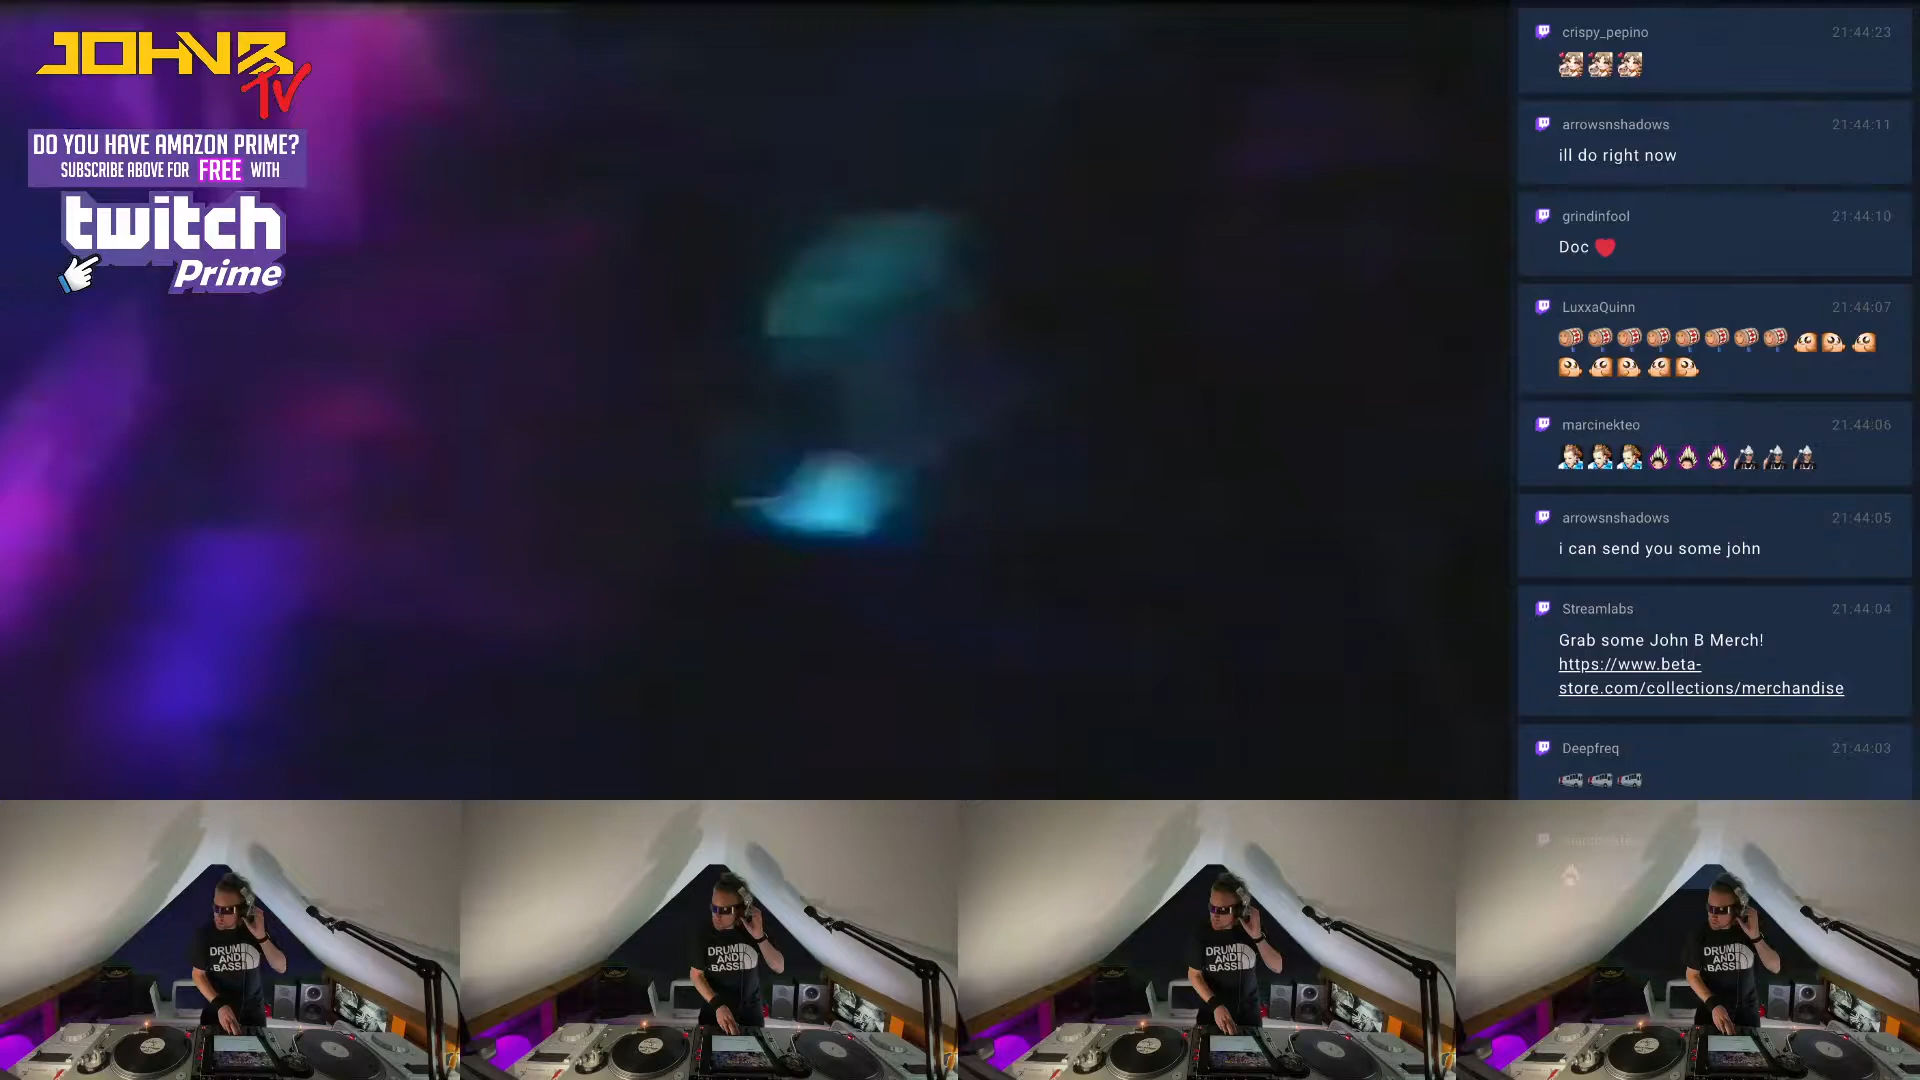 JOHN B
TV
DO YOU HAVE AMAZON PRIME?
SUBSCRIBE ABOVE FOR FREE WITH
twitch
Prime
crispy_pepino 21:44:23
arrowsnshadows 21:44:11
ill do right now
grindinfool 21:44:10
Doc
LuxxaQuinn 21:44:07
marcinekteo 21:44:06
arrowsnshadows 21:44:05
i can send you some john
Streamlabs 21:44:04
Grab some John B Merch!
https://www.beta-
store.com/collections/merchandise
Deepfreq 21:44:03
DRUM
AND
BASS
DRUM
AND
BASS
DRUM
AND
BASS
DRUM
AND
BASS